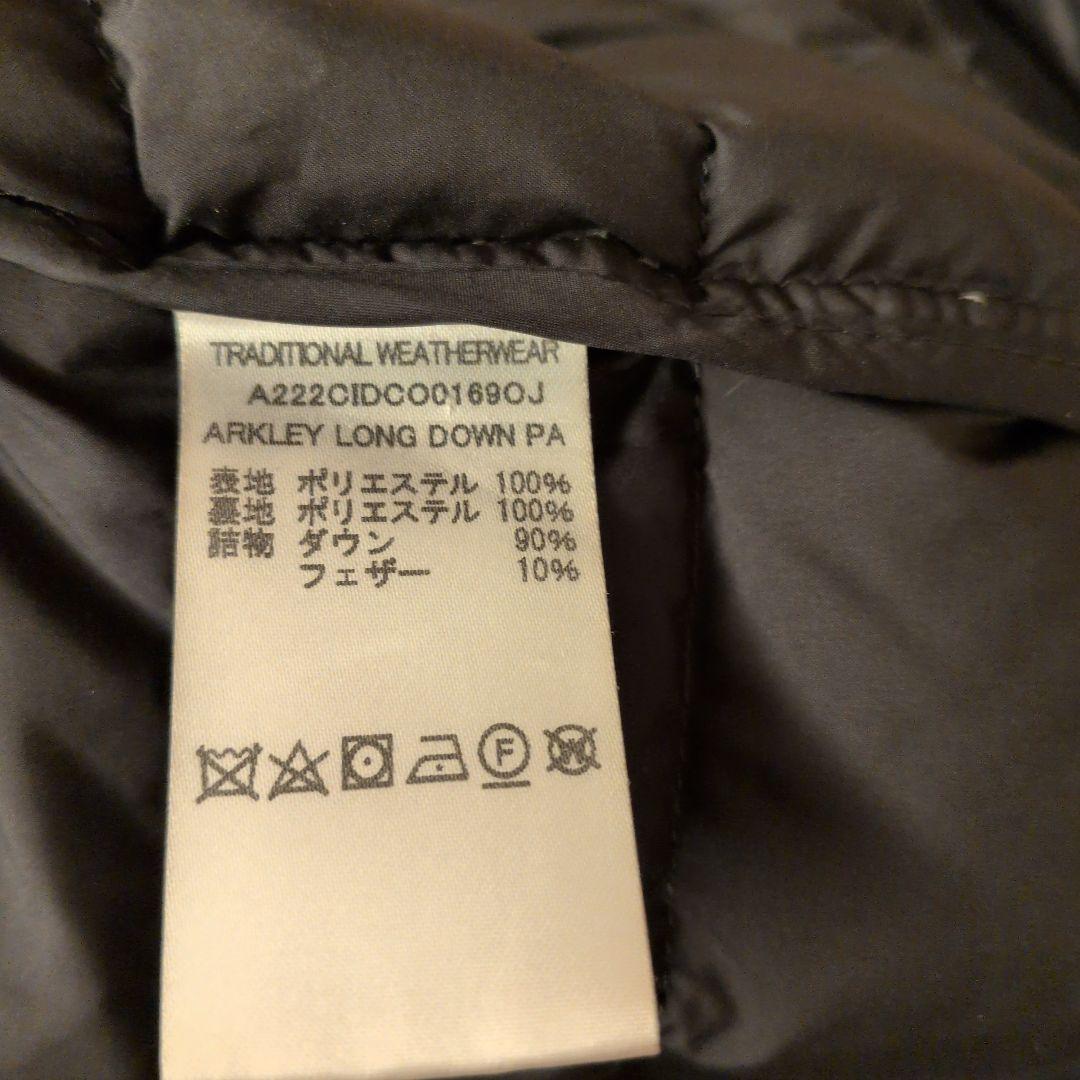 TRADITIONAL WEATHERWEAR
A222CIDCO0169OJ
ARKLEY LONG DOWN PA
表地 ポリエステル 100%
裏地 ポリエステル 100%
詰物 ダウン 90%
フェザー 10%
F W